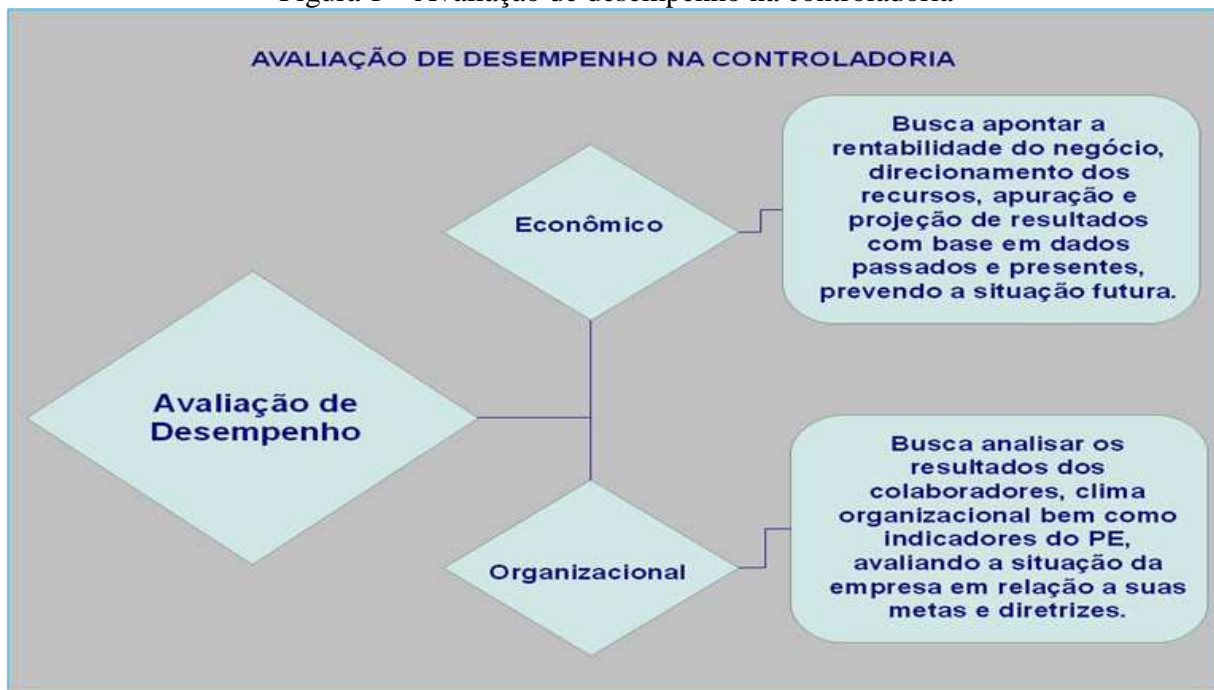 AVALIAÇÃO DE DESEMPENHO NA CONTROLADORIA
Busca apontar a
rentabilidade do negócio,
direcionamento dos
recursos, apuração e
projeção de resultados
com base em dados
passados e presentes,
prevendo a situação futura.
Econômico
Avaliação de
Desempenho
Busca analisar os
resultados dos
colaboradores, clima
organizacional bem como
indicadores do PE,
avaliando a situação da
empresa em relação a suas
metas e diretrizes.
Organizacional